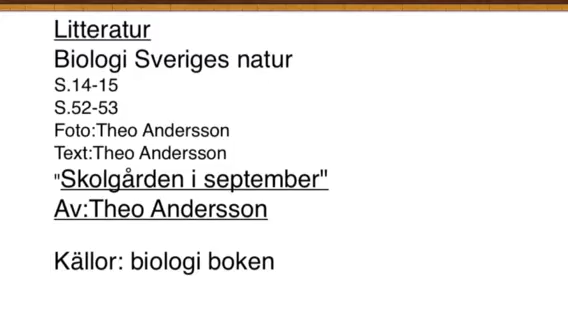 Litteratur
Biologi Sveriges natur
S.14-15
S.52-53
Foto:Theo Andersson
Text:Theo Andersson
"Skolgården i september"
Av:Theo Andersson
Källor: biologi boken